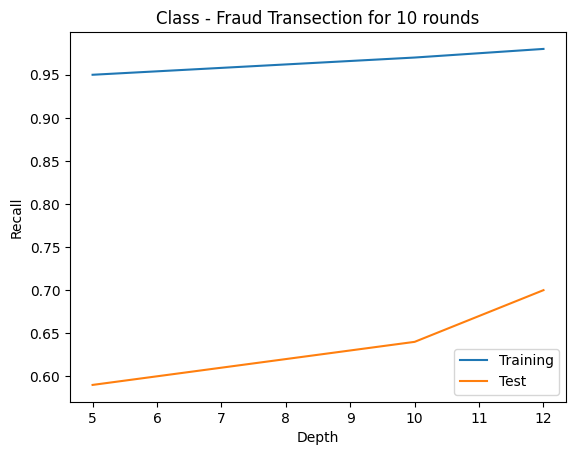 Class - Fraud Transection for 10 rounds
Recall
0.95
0.90
0.85
0.80
0.75
0.70
0.65
0.60
5 6 7 8 9 10 11 12
Depth
Training
Test